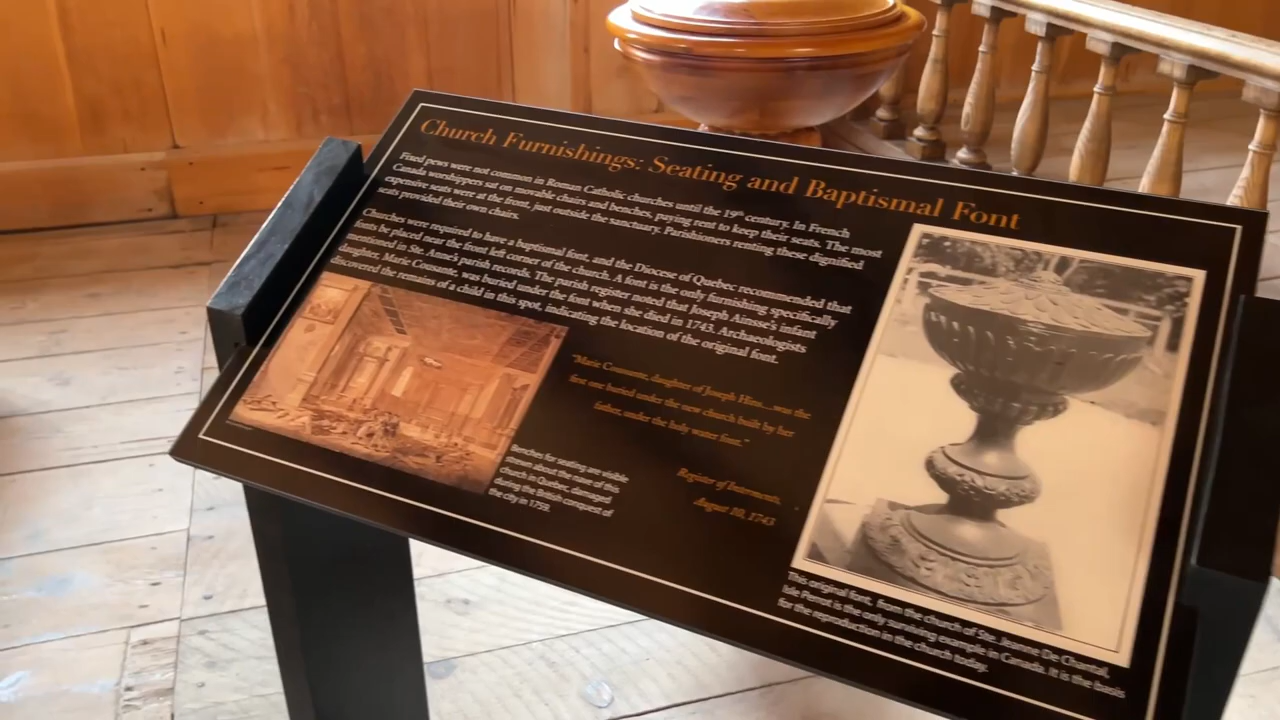 Church Furnishings: Seating and Baptismal Font
Fixed pews were not common in Roman Catholic churches until the 19th century. In French
Canada worshippers sat on movable chairs and benches, paying rent to keep their seats. The most
expensive seats were at the front, just outside the sanctuary. Parishioners renting these dignified
seats provided their own chairs.
Churches were required to have a baptismal font, and the Diocese of Quebec recommended that
fonts be placed near the front left corner of the church. A font is the only furnishing specifically
mentioned in Ste. Anne's parish records. The parish register noted that Joseph Ainsse's infant
daughter, Marie Cousante, was buried under the font when she died in 1743. Archaeologists
discovered the remains of a child in this spot, indicating the location of the original font.
"Marie Cousante, daughter of Joseph Hins...was the
first one buried under the new church built by her
father, under the holy water font."
Register of Interments,
August 10, 1743
Benches for seating are visible
strewn about the nave of this
church in Quebec, damaged
during the British conquest of
the city in 1759.
This original font, from the church of Ste. Jeanne De Chantal,
Isle Perrot is the only surviving example in Canada. It is the basis
for the reproduction in the church today.